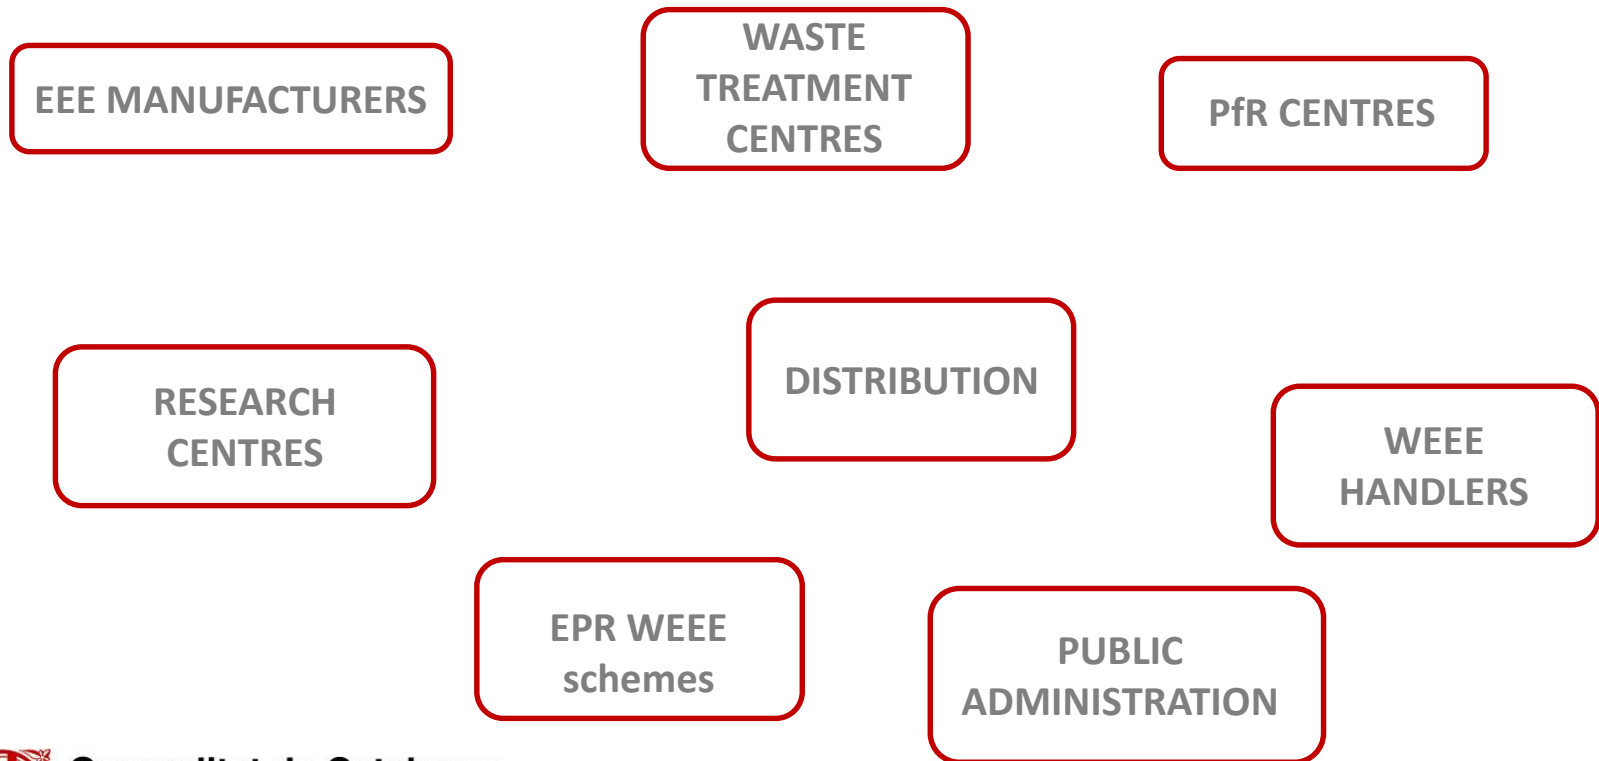 EEE MANUFACTURERS
WASTE
TREATMENT
CENTRES
PfR CENTRES
RESEARCH
CENTRES
DISTRIBUTION
WEEE
HANDLERS
EPR WEEE
schemes
PUBLIC
ADMINISTRATION